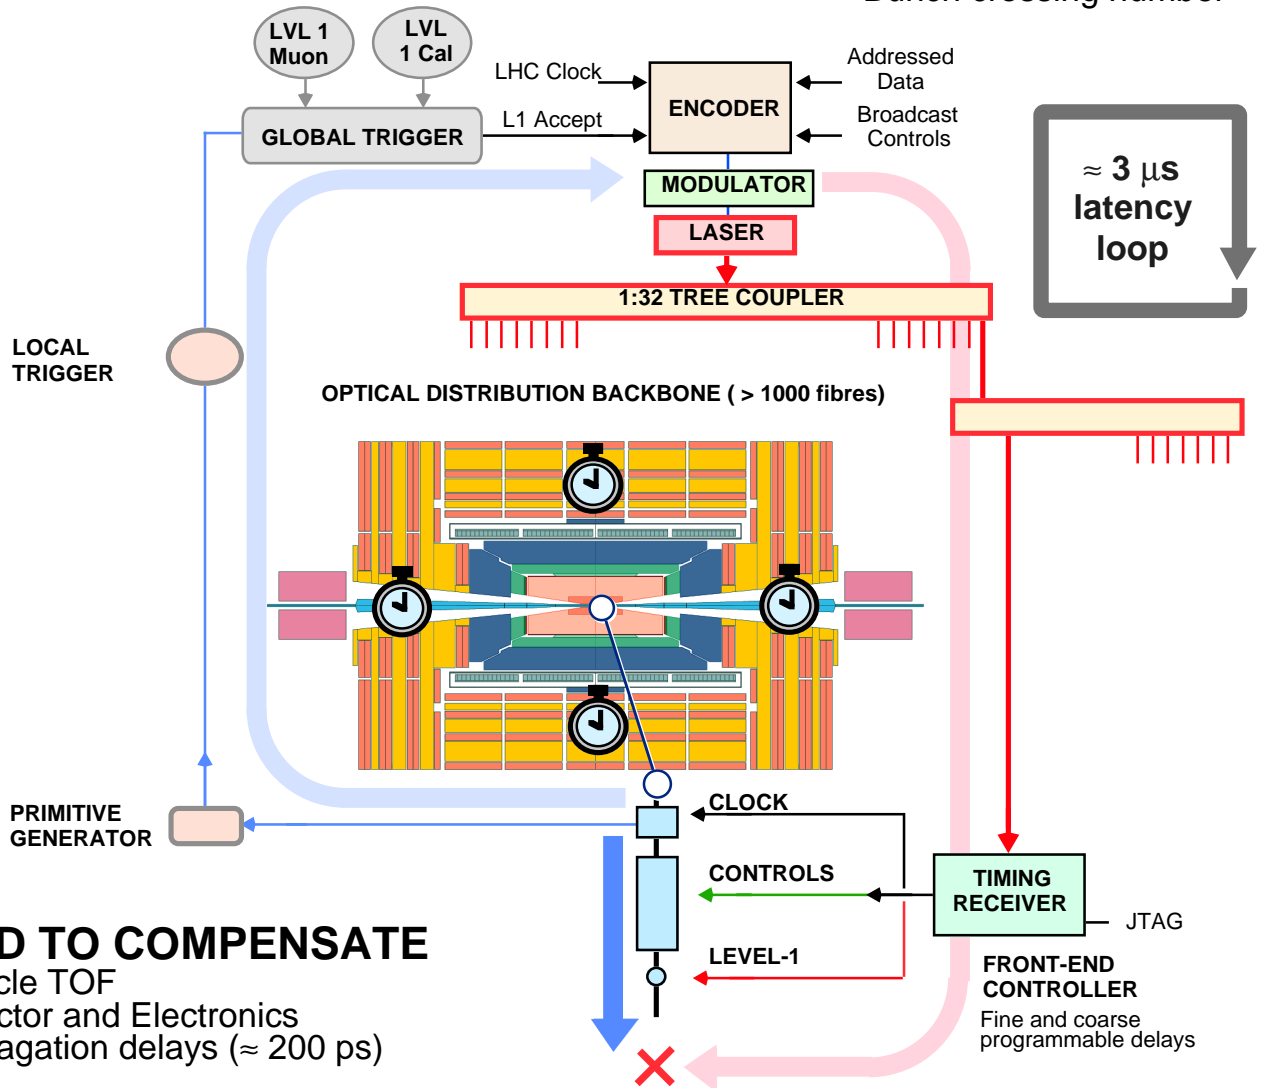 Bunch crossing number
LVL 1
Muon
LVL
1 Cal
GLOBAL TRIGGER
LHC Clock
L1 Accept
ENCODER
Addressed
Data
Broadcast
Controls
MODULATOR
LASER
1:32 TREE COUPLER
≈ 3 μs
latency
loop
LOCAL
TRIGGER
OPTICAL DISTRIBUTION BACKBONE ( > 1000 fibres)
PRIMITIVE
GENERATOR
CLOCK
CONTROLS
LEVEL-1
TIMING
RECEIVER
JTAG
FRONT-END
CONTROLLER
Fine and coarse
programmable delays
D TO COMPENSATE
cle TOF
ctor and Electronics
agation delays (≈ 200 ps)